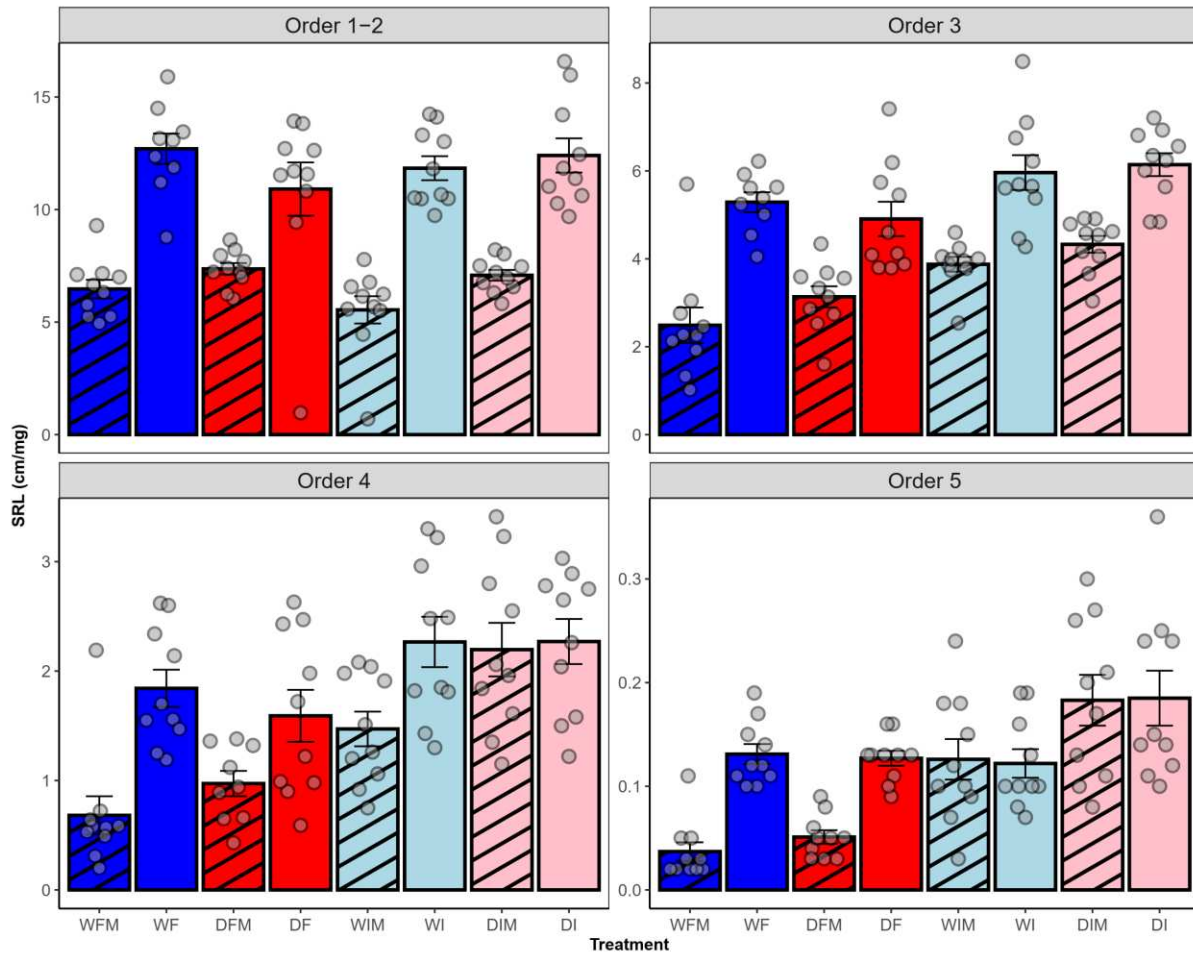 Order 1−2
Order 3
15
10
5
0
8
6
4
2
0
Order 4
Order 5
3
2
1
0
0.3
0.2
0.1
0.0
SRL (cm/mg)
WFM WF DFM DF WIM WI DIM DI
WFM WF DFM DF WIM WI DIM DI
Treatment